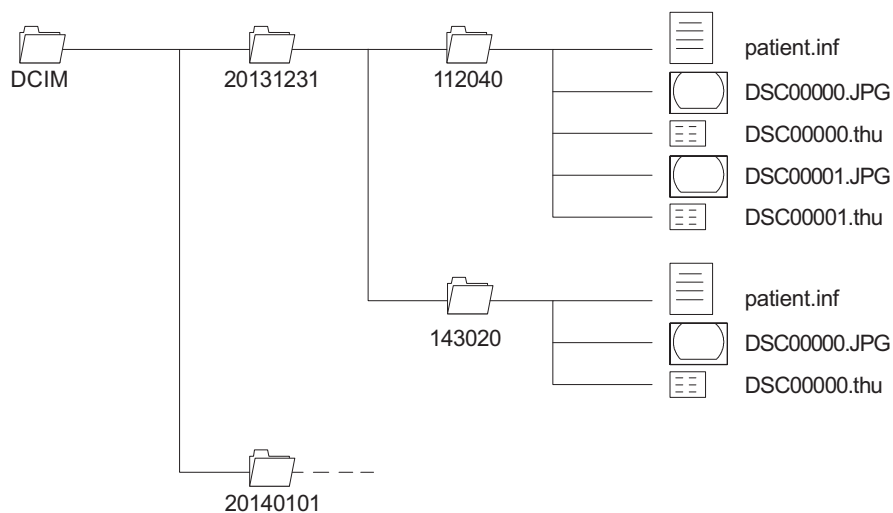 DCIM
20131231
112040
patient.inf
DSC00000.JPG
DSC00000.thu
DSC00001.JPG
DSC00001.thu
143020
patient.inf
DSC00000.JPG
DSC00000.thu
20140101